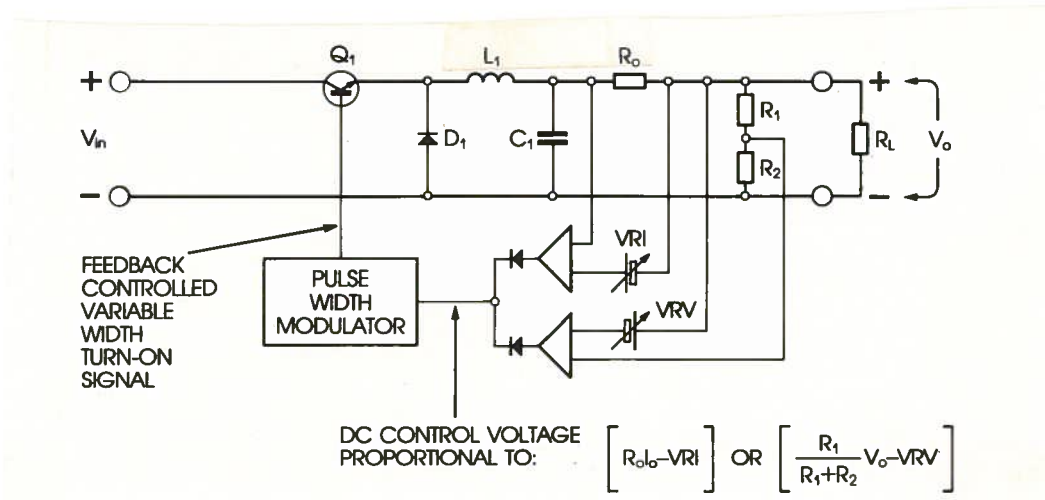 Q₁
L₁
Rₒ
+
+
R₁
Vᵢₙ
D₁
C₁
R_L
Vₒ
R₂
−
−
FEEDBACK
CONTROLLED
VARIABLE
WIDTH
TURN-ON
SIGNAL
PULSE
WIDTH
MODULATOR
VRI
VRV
DC CONTROL VOLTAGE
PROPORTIONAL TO:
[RₒIₒ–VRI] OR [R₁/(R₁+R₂) Vₒ–VRV]